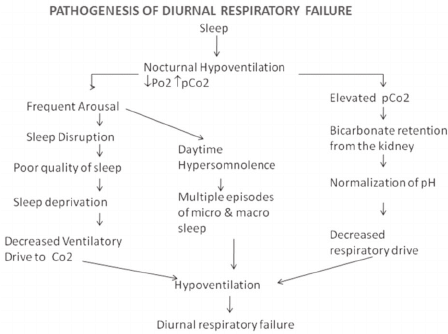 PATHOGENESIS OF DIURNAL RESPIRATORY FAILURE
Sleep
Nocturnal Hypoventilation
↓Po2 ↑pCo2
Frequent Arousal
Sleep Disruption
Poor quality of sleep
Sleep deprivation
Decreased Ventilatory
Drive to Co2
Daytime
Hypersomnolence
Multiple episodes
of micro & macro
sleep
Elevated pCo2
Bicarbonate retention
from the kidney
Normalization of pH
Decreased
respiratory drive
Hypoventilation
Diurnal respiratory failure